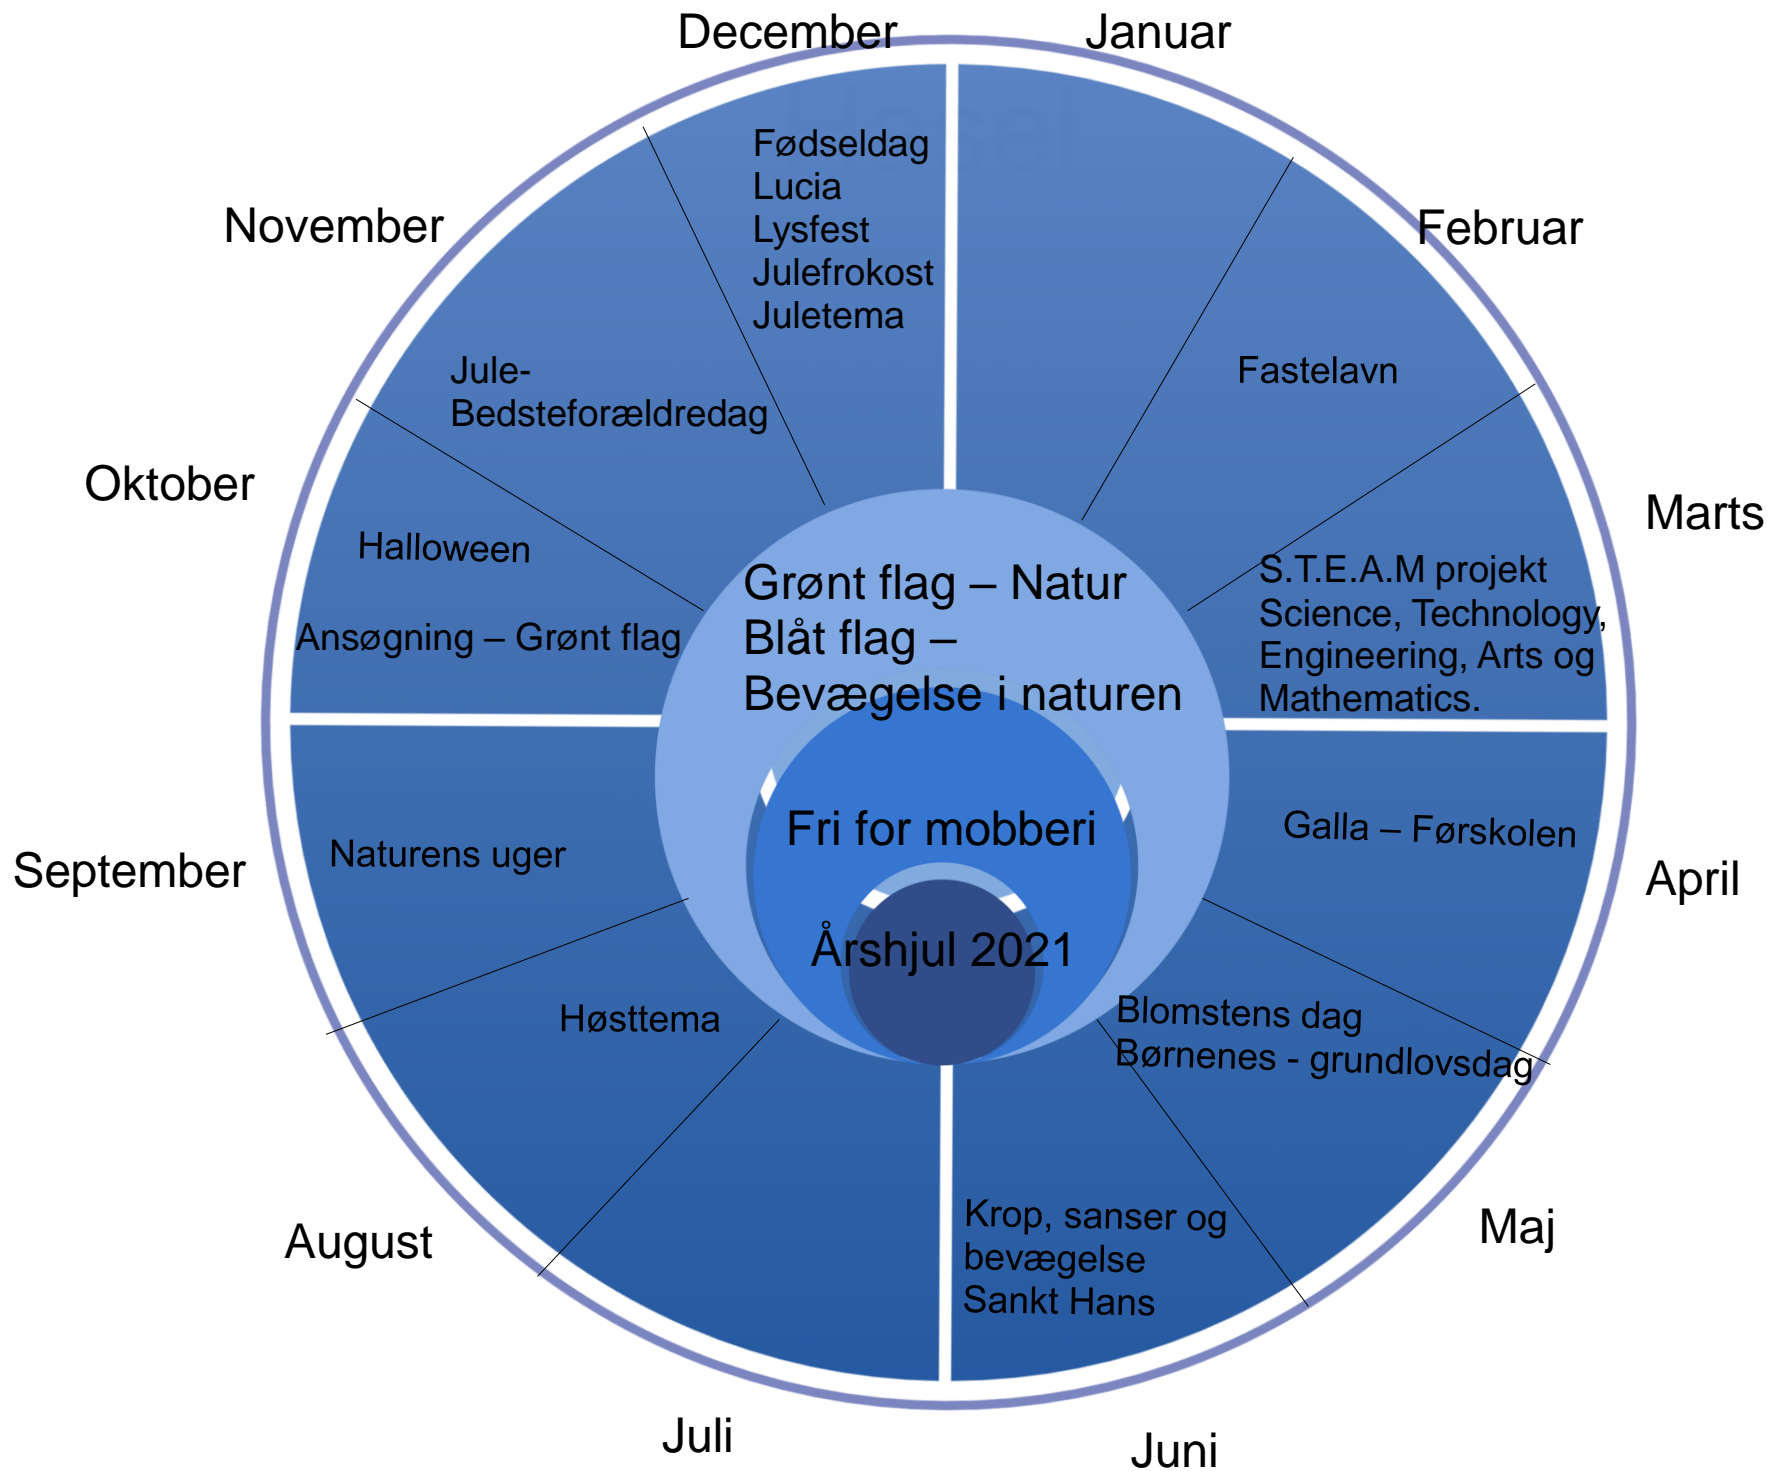 December
Januar
Hasel
Fødseldag
Lucia
Lysfest
Julefrokost
Juletema
November
Februar
Jule-
Bedsteforældredag
Fastelavn
Oktober
Marts
Halloween
Ansøgning – Grønt flag
S.T.E.A.M projekt
Science, Technology,
Engineering, Arts og
Mathematics.
Grønt flag – Natur
Blåt flag –
Bevægelse i naturen
Fri for mobberi
Årshjul 2021
September
Naturens uger
Galla – Førskolen
April
Høsttema
Blomstens dag
Børnenes - grundlovsdag
August
Krop, sanser og
bevægelse
Sankt Hans
Maj
Juli
Juni